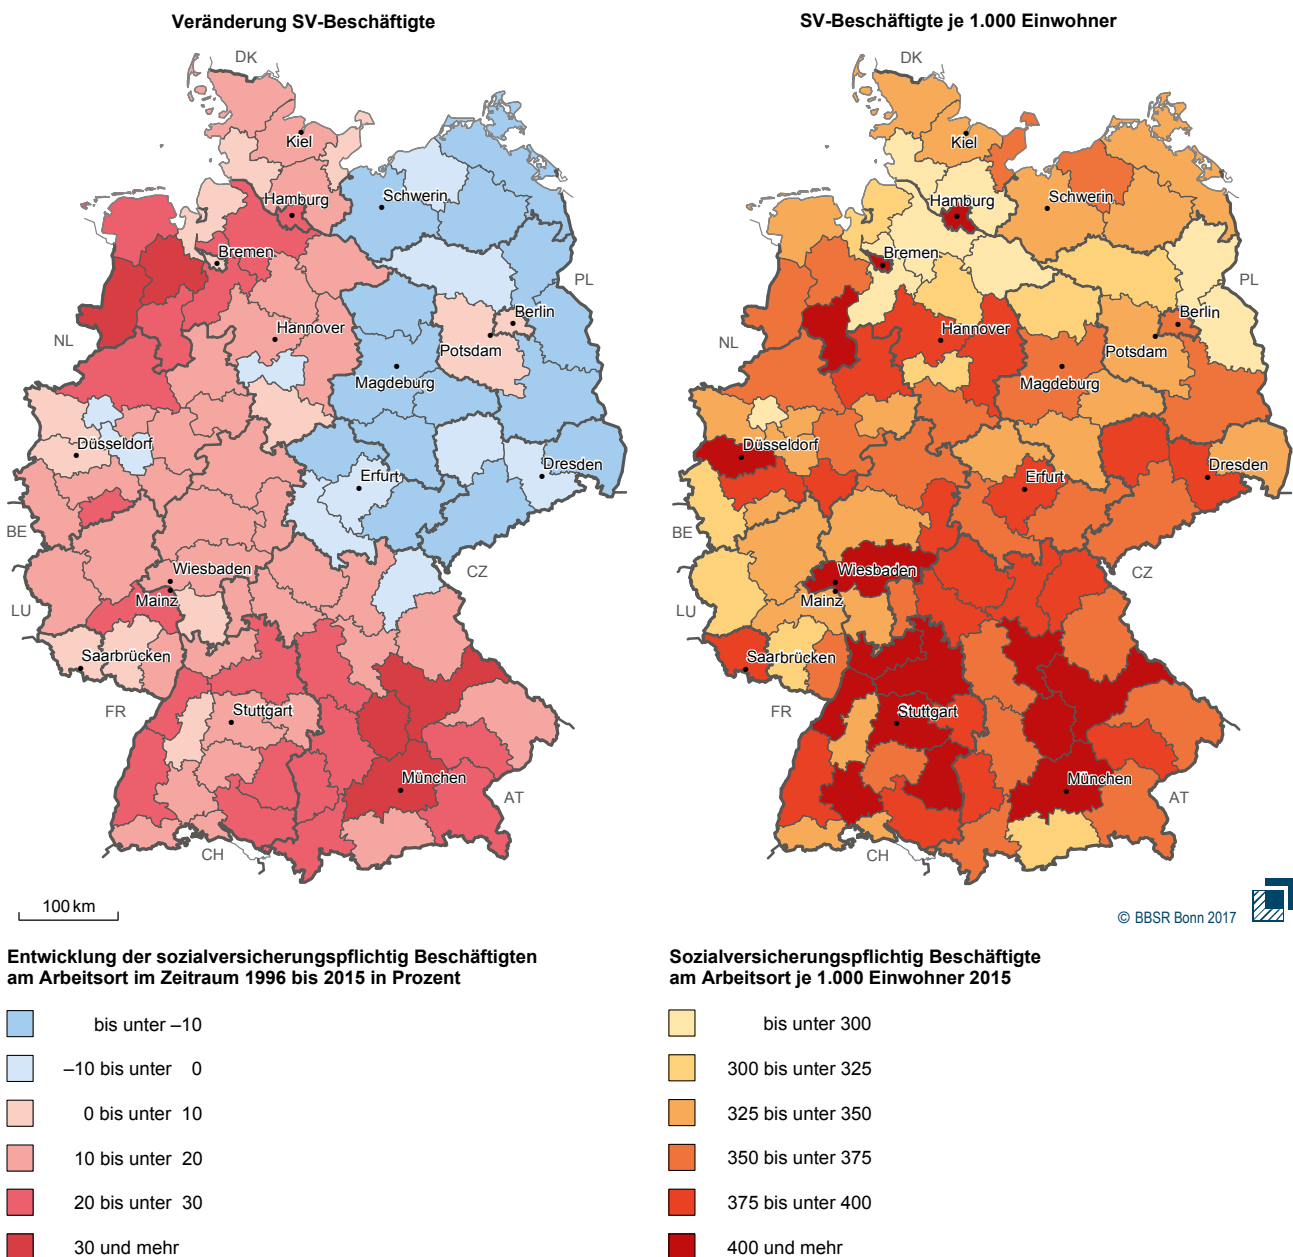 Veränderung SV-Beschäftigte
SV-Beschäftigte je 1.000 Einwohner
DK
Kiel
Hamburg
Schwerin
Bremen
PL
Berlin
Hannover
NL
Potsdam
Magdeburg
Düsseldorf
Dresden
Erfurt
BE
Wiesbaden
CZ
LU
Mainz
Saarbrücken
FR
Stuttgart
München
AT
CH
DK
Kiel
Hamburg
Schwerin
Bremen
PL
Berlin
Hannover
NL
Potsdam
Magdeburg
Düsseldorf
Dresden
Erfurt
BE
Wiesbaden
CZ
LU
Mainz
Saarbrücken
FR
Stuttgart
München
AT
CH
100 km
© BBSR Bonn 2017
Entwicklung der sozialversicherungspflichtig Beschäftigten
am Arbeitsort im Zeitraum 1996 bis 2015 in Prozent
bis unter –10
–10 bis unter 0
0 bis unter 10
10 bis unter 20
20 bis unter 30
30 und mehr
Sozialversicherungspflichtig Beschäftigte
am Arbeitsort je 1.000 Einwohner 2015
bis unter 300
300 bis unter 325
325 bis unter 350
350 bis unter 375
375 bis unter 400
400 und mehr